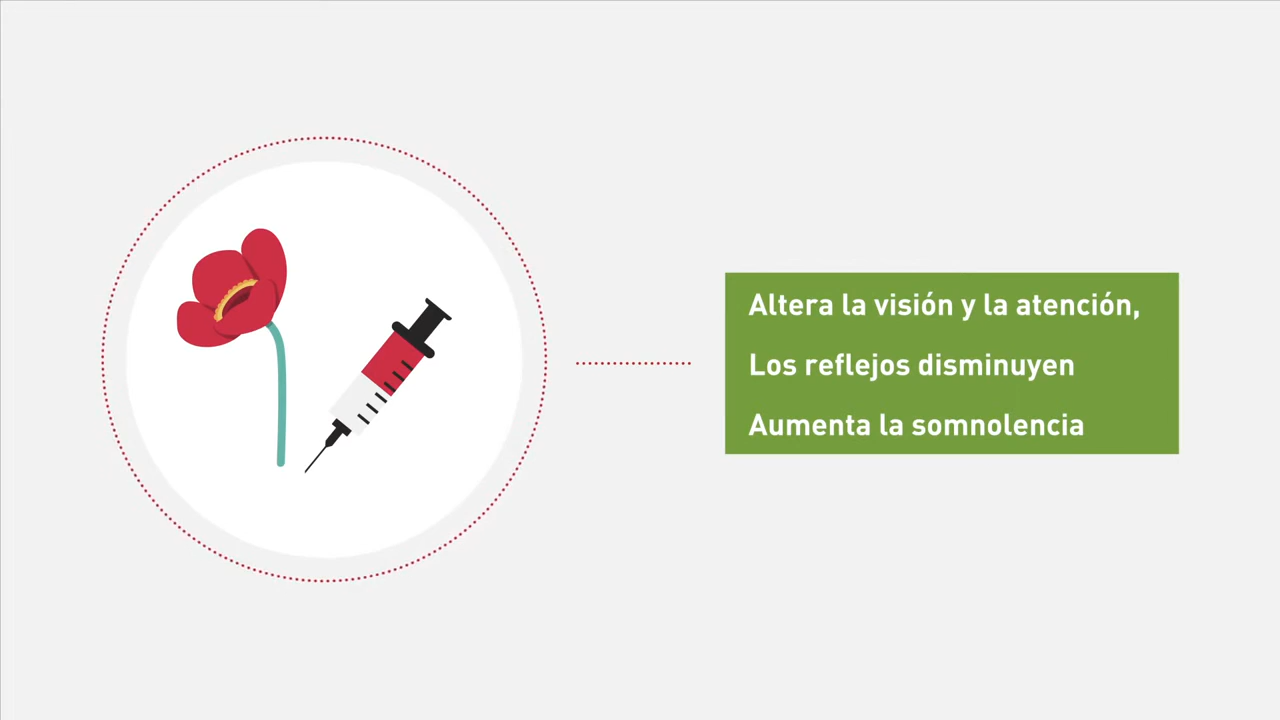 Altera la visión y la atención,
Los reflejos disminuyen
Aumenta la somnolencia